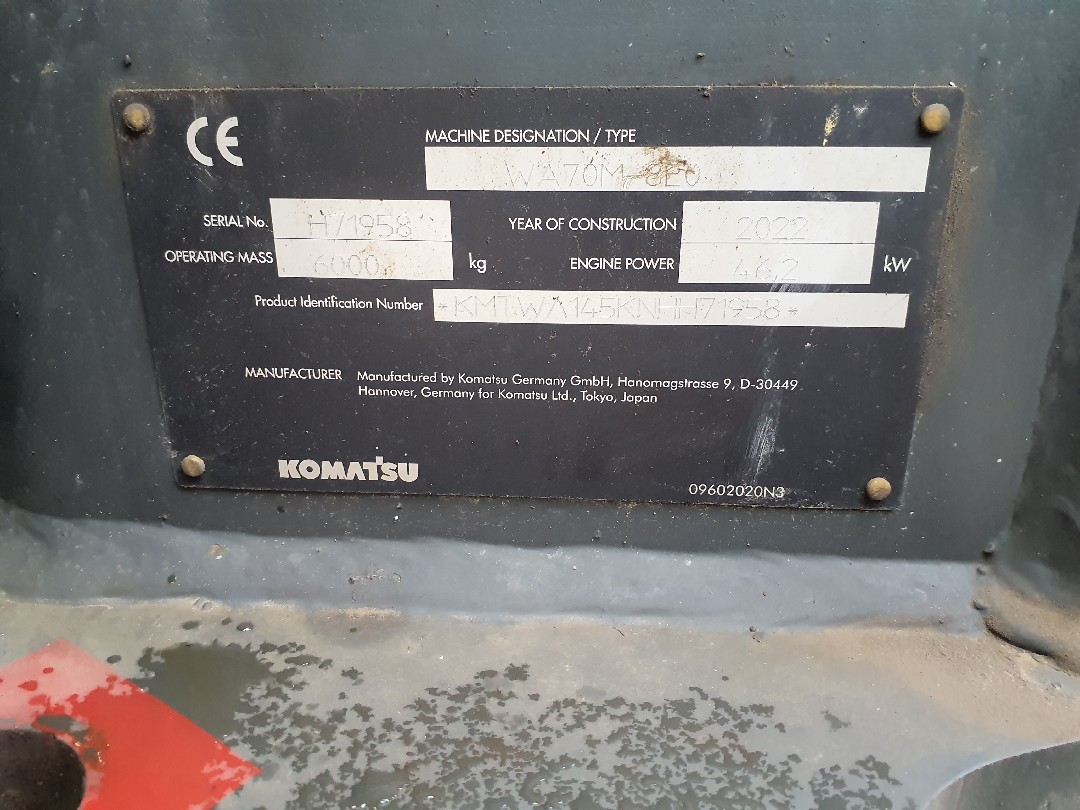 CE
MACHINE DESIGNATION / TYPE
WA70M-8E0
SERIAL No. H71958 YEAR OF CONSTRUCTION 2022
OPERATING MASS 6000 kg ENGINE POWER 46,2 kW
Product Identification Number *KMTWA145KNHH71958*
MANUFACTURER Manufactured by Komatsu Germany GmbH, Hanomagstrasse 9, D-30449
Hannover, Germany for Komatsu Ltd., Tokyo, Japan
KOMATSU
09602020N3